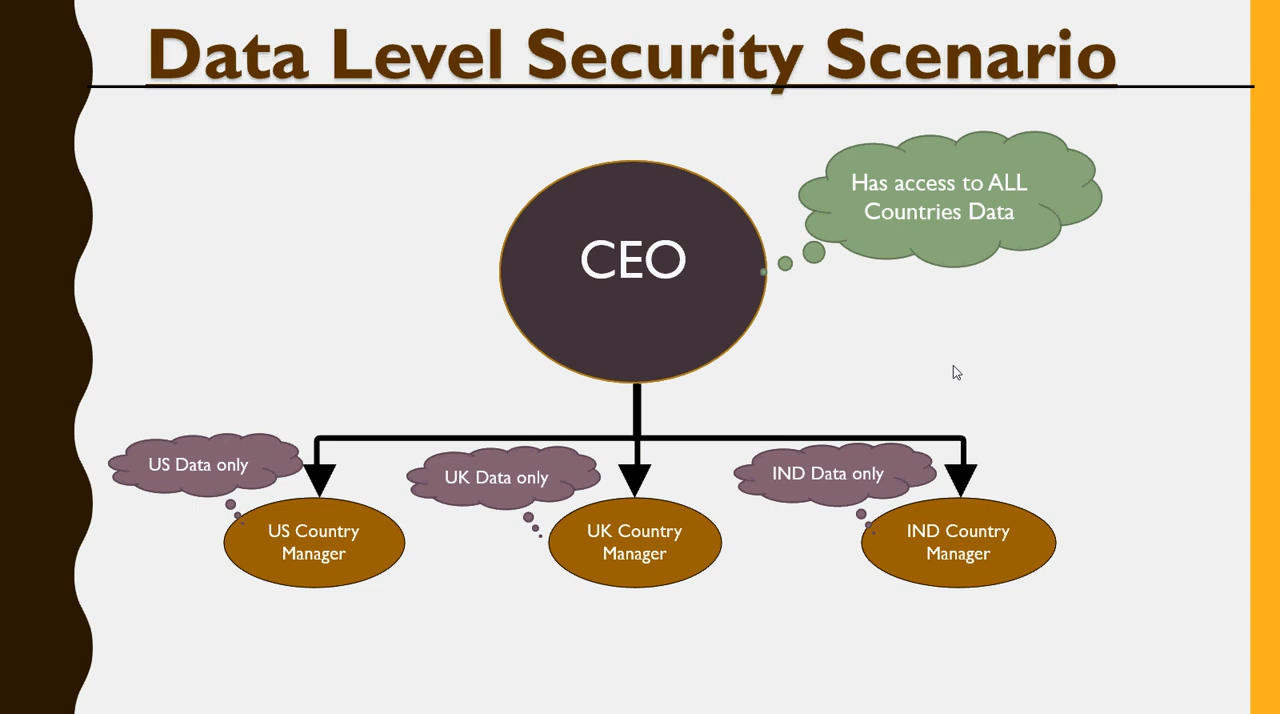 Data Level Security Scenario
Has access to ALL
Countries Data
CEO
US Data only
UK Data only
IND Data only
US Country
Manager
UK Country
Manager
IND Country
Manager